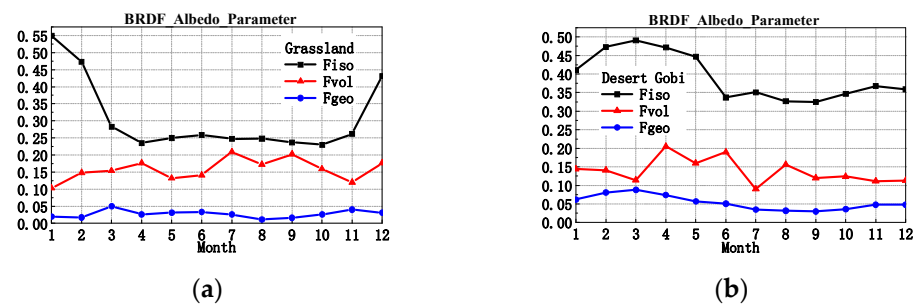 BRDF_Albedo_Parameter
Grassland
Fiso
Fvol
Fgeo
0.55
0.50
0.45
0.40
0.35
0.30
0.25
0.20
0.15
0.10
0.05
0.00
1 2 3 4 5 6 7 8 9 10 11 12
Month
(a)
BRDF_Albedo_Parameter
Desert Gobi
Fiso
Fvol
Fgeo
0.50
0.45
0.40
0.35
0.30
0.25
0.20
0.15
0.10
0.05
0.00
1 2 3 4 5 6 7 8 9 10 11 12
Month
(b)